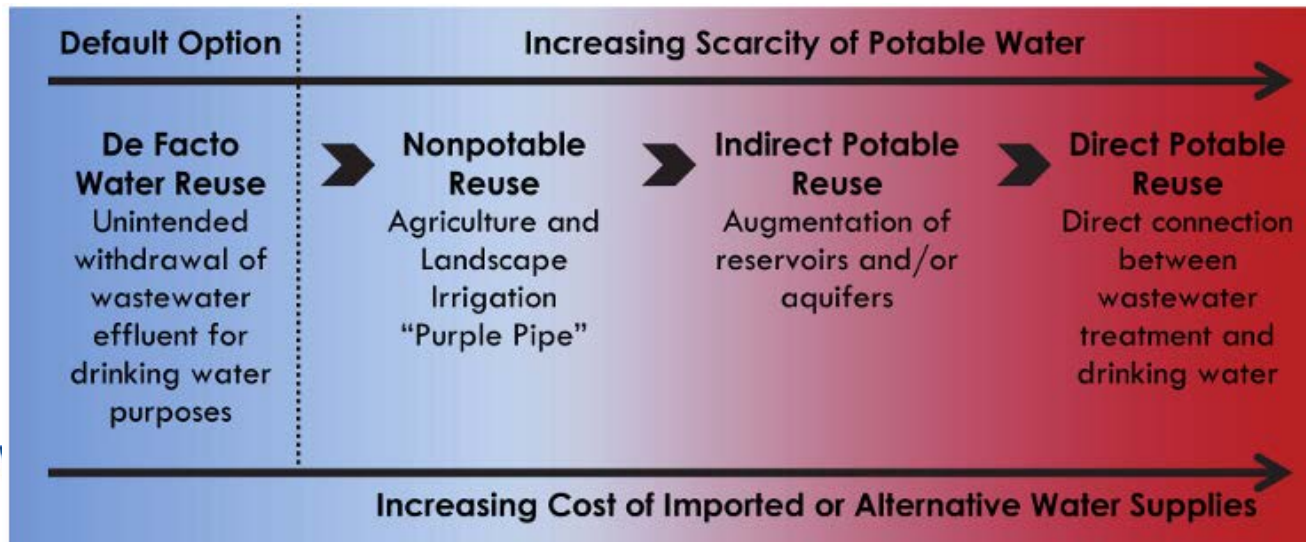 Default Option
Increasing Scarcity of Potable Water
De Facto
Water Reuse
Unintended
withdrawal of
wastewater
effluent for
drinking water
purposes
Nonpotable
Reuse
Agriculture and
Landscape
Irrigation
“Purple Pipe”
Indirect Potable
Reuse
Augmentation of
reservoirs and/or
aquifers
Direct Potable
Reuse
Direct connection
between
wastewater
treatment and
drinking water
Increasing Cost of Imported or Alternative Water Supplies